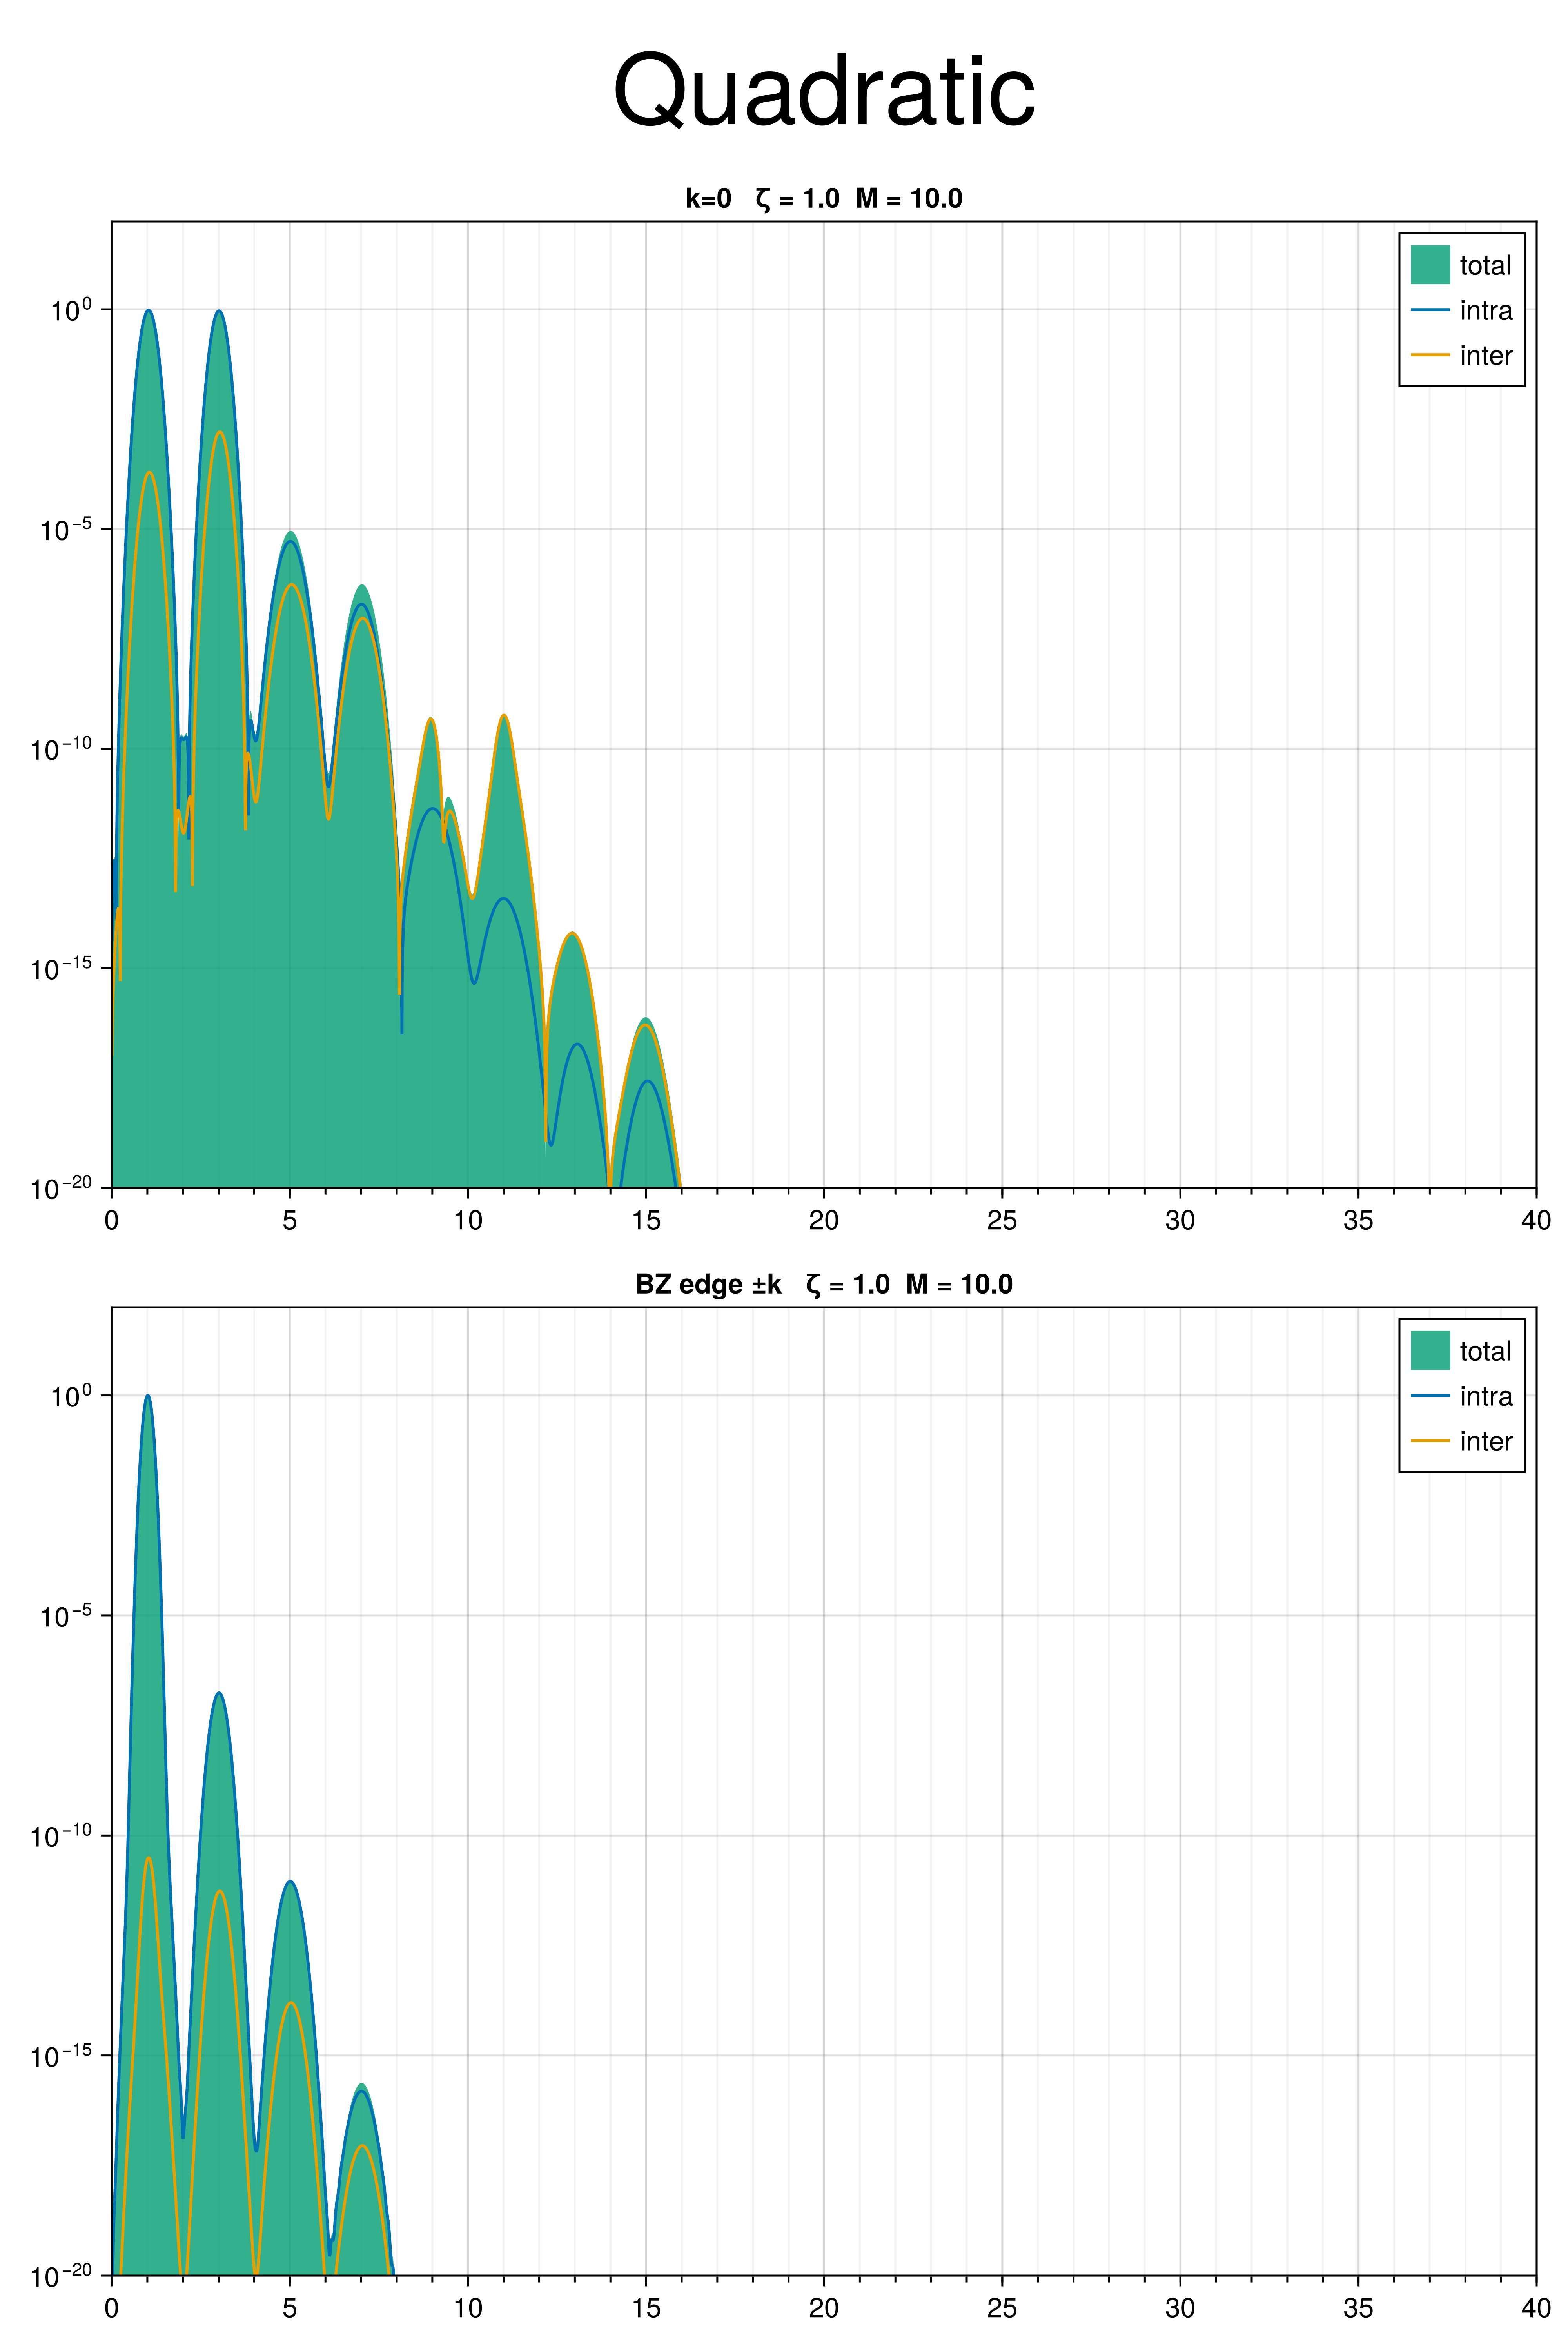 Quadratic
k=0 ζ = 1.0 M = 10.0
total
intra
inter
10⁰
10⁻⁵
10⁻¹⁰
10⁻¹⁵
10⁻²⁰
0 5 10 15 20 25 30 35 40
BZ edge ±k ζ = 1.0 M = 10.0
total
intra
inter
10⁰
10⁻⁵
10⁻¹⁰
10⁻¹⁵
10⁻²⁰
0 5 10 15 20 25 30 35 40